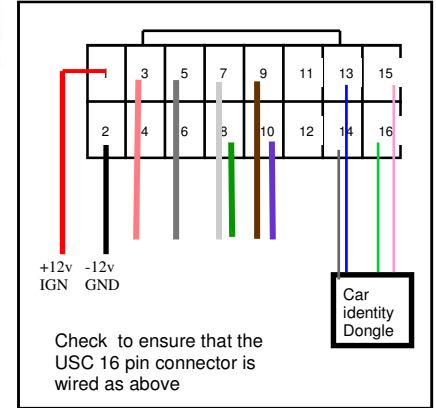 1 3 5 7 9 11 13 15
2 4 6 8 10 12 14 16
+12v -12v
IGN GND
Car
identity
Dongle
Check to ensure that the
USC 16 pin connector is
wired as above